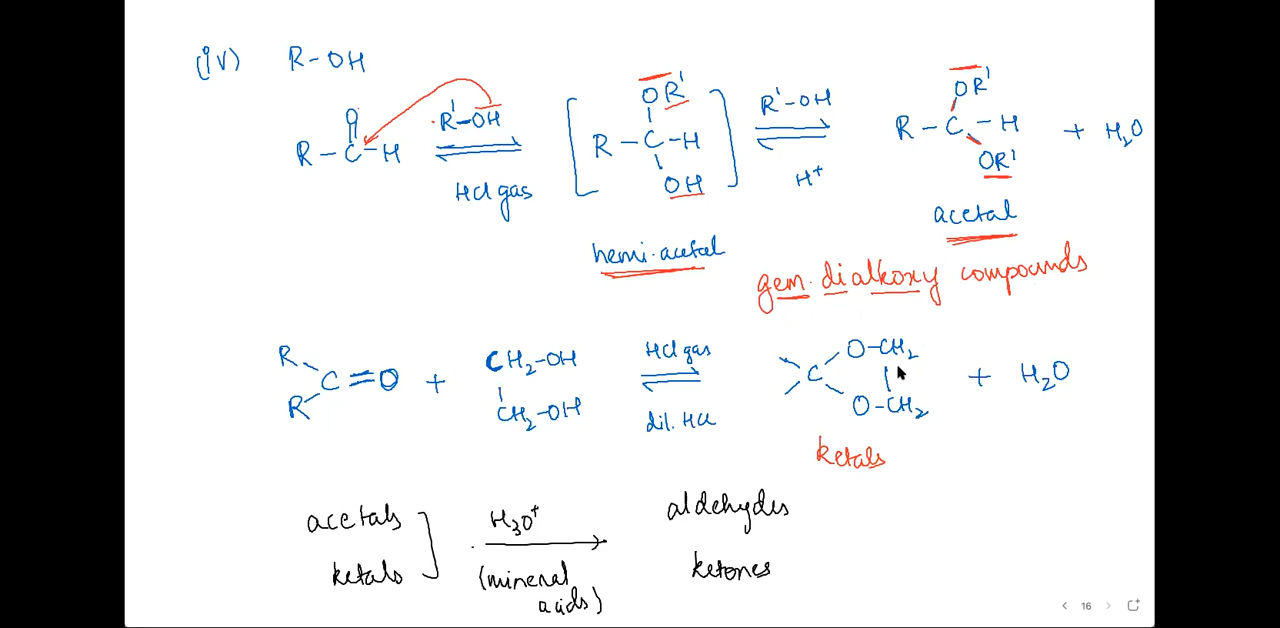 (iv) R-OH
O
R-C-H
R'-OH
HCl gas
OR'
R-C-H
OH
R'-OH
H+
OR'
R-C-H
OR'
+ H2O
hemi-acetal
acetal
gem. dialkoxy compounds
R
R
C=O
+
CH2-OH
CH2-OH
HCl gas
dil. HCl
O-CH2
C
O-CH2
+ H2O
ketals
acetals
ketals
H3O+
(mineral
acids)
aldehydes
ketones
16